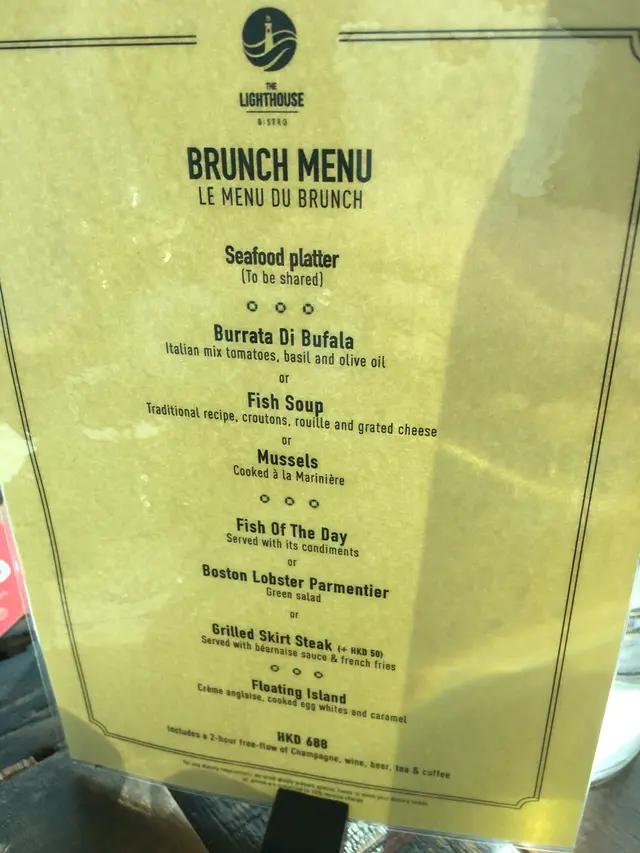 THE
LIGHTHOUSE
BISTRO
BRUNCH MENU
LE MENU DU BRUNCH
Seafood platter
(To be shared)
Burrata Di Bufala
Italian mix tomatoes, basil and olive oil
or
Fish Soup
Traditional recipe, croutons, rouille and grated cheese
or
Mussels
Cooked à la Marinière
Fish Of The Day
Served with its condiments
or
Boston Lobster Parmentier
Green salad
or
Grilled Skirt Steak (+ HKD 50)
Served with béarnaise sauce & french fries
Floating Island
Crème anglaise, cooked egg whites and caramel
HKD 688
Includes a 2-hour free-flow of Champagne, wine, beer, tea & coffee